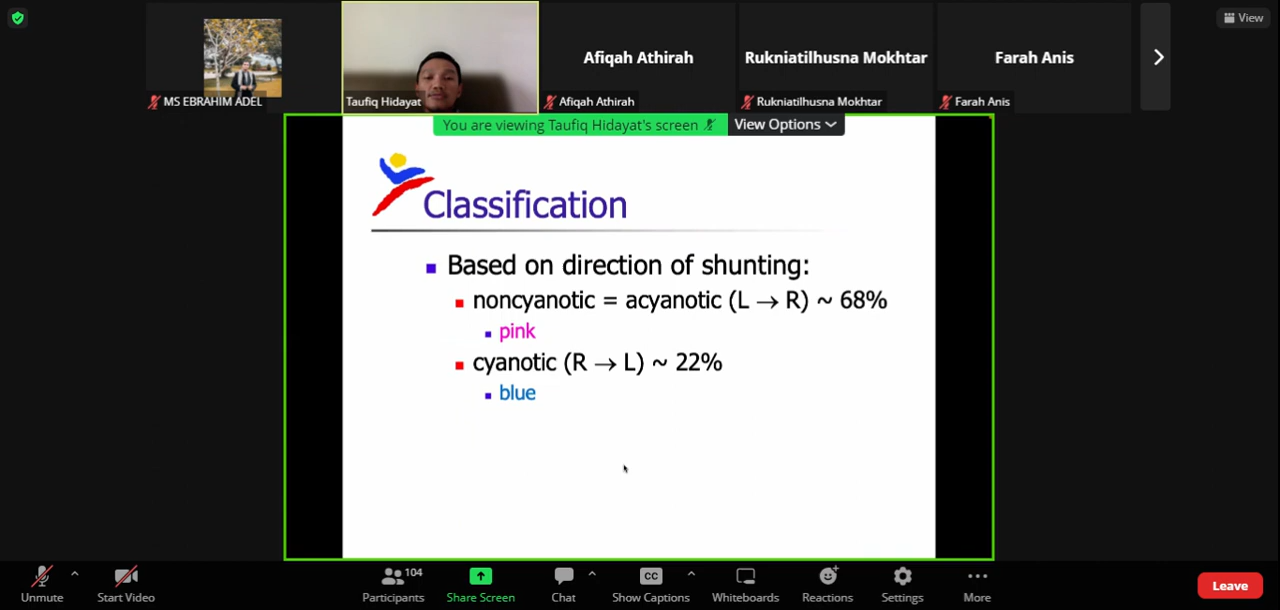 View
Afiqah Athirah
Rukniatilhusna Mokhtar
Farah Anis
MS EBRAHIM ADEL
Taufiq Hidayat
Afiqah Athirah
Rukniatilhusna Mokhtar
Farah Anis
You are viewing Taufiq Hidayat's screen
View Options
Classification
Based on direction of shunting:
noncyanotic = acyanotic (L → R) ~ 68%
pink
cyanotic (R → L) ~ 22%
blue
Unmute
Start Video
Participants
104
Share Screen
Chat
CC
Show Captions
Whiteboards
Reactions
Settings
More
Leave